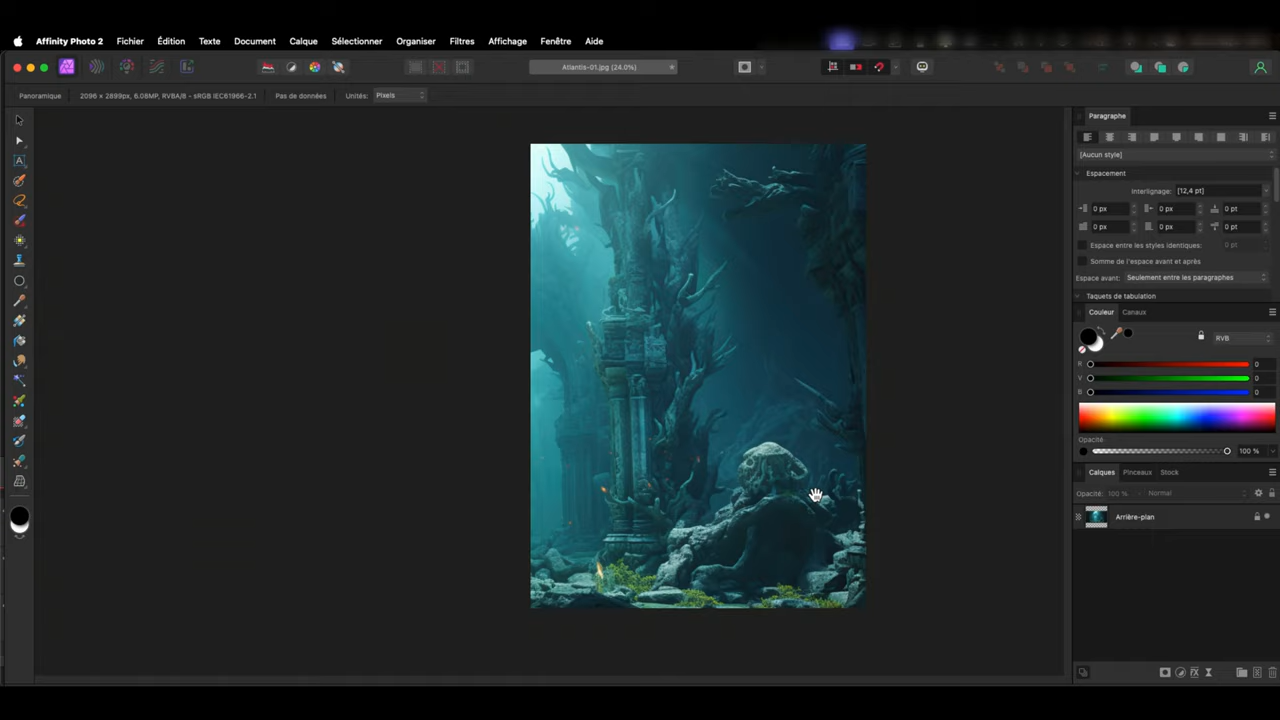 Affinity Photo 2 Fichier Édition Texte Document Calque Sélectionner Organiser Filtres Affichage Fenêtre Aide
Atlantis-01.jpg (24.0%)
Panoramique 2096 x 2899px, 6.08MP, RVBA/8 - sRGB IEC61966-2.1 Pas de données Unités: Pixels
Paragraphe
[Aucun style]
Espacement
Interlignage: [12,4 pt]
0 px 0 px 0 pt
0 px 0 px 0 pt
Espace entre les styles identiques: 0 pt
Somme de l'espace avant et après
Espace avant: Seulement entre les paragraphes
Taquets de tabulation
Couleur Canaux
RVB
R 0
V 0
B 0
Opacité
100 %
Calques Pinceaux Stock
Opacité: 100 % Normal
Arrière-plan